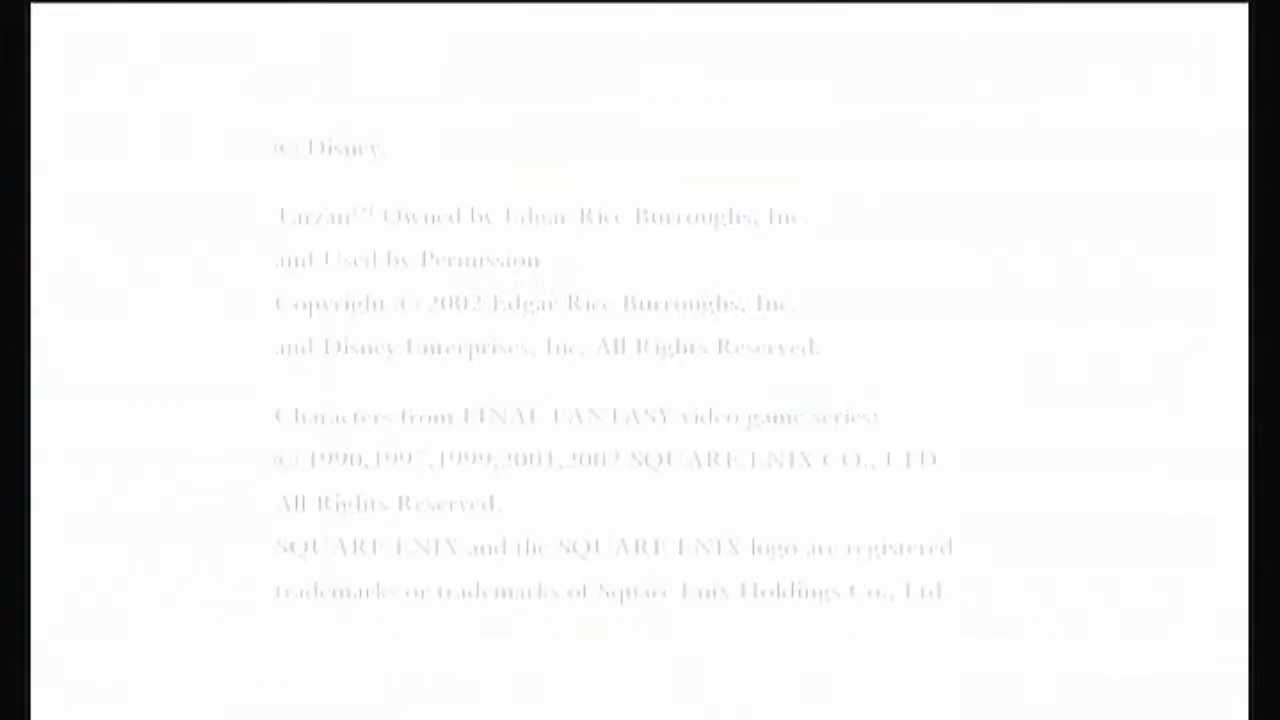 © Disney.
Tarzan™ Owned by Edgar Rice Burroughs, Inc.
and Used by Permission
Copyright © 2002 Edgar Rice Burroughs, Inc.
and Disney Enterprises, Inc. All Rights Reserved.
Characters from FINAL FANTASY video game series:
© 1990,1997,1999,2001,2002 SQUARE ENIX CO., LTD.
All Rights Reserved.
SQUARE ENIX and the SQUARE ENIX logo are registered
trademarks or trademarks of Square Enix Holdings Co., Ltd.